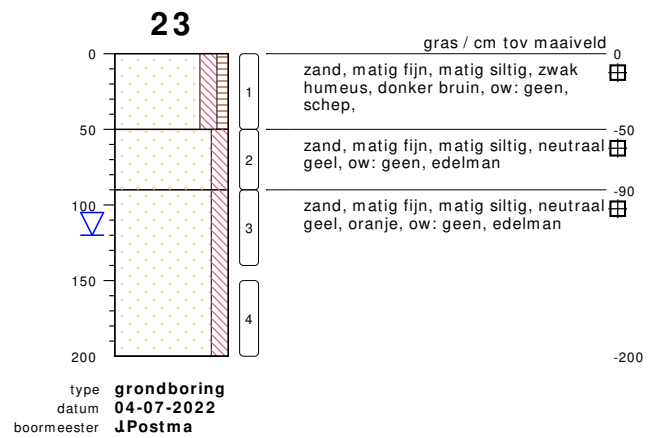 23
gras / cm tov maaiveld
0
0
zand, matig fijn, matig siltig, zwak
humeus, donker bruin, ow: geen,
schep,
1
50
-50
zand, matig fijn, matig siltig, neutraal
geel, ow: geen, edelman
2
-90
100
zand, matig fijn, matig siltig, neutraal
geel, oranje, ow: geen, edelman
3
150
4
200
-200
type grondboring
datum 04-07-2022
boormeester J.Postma